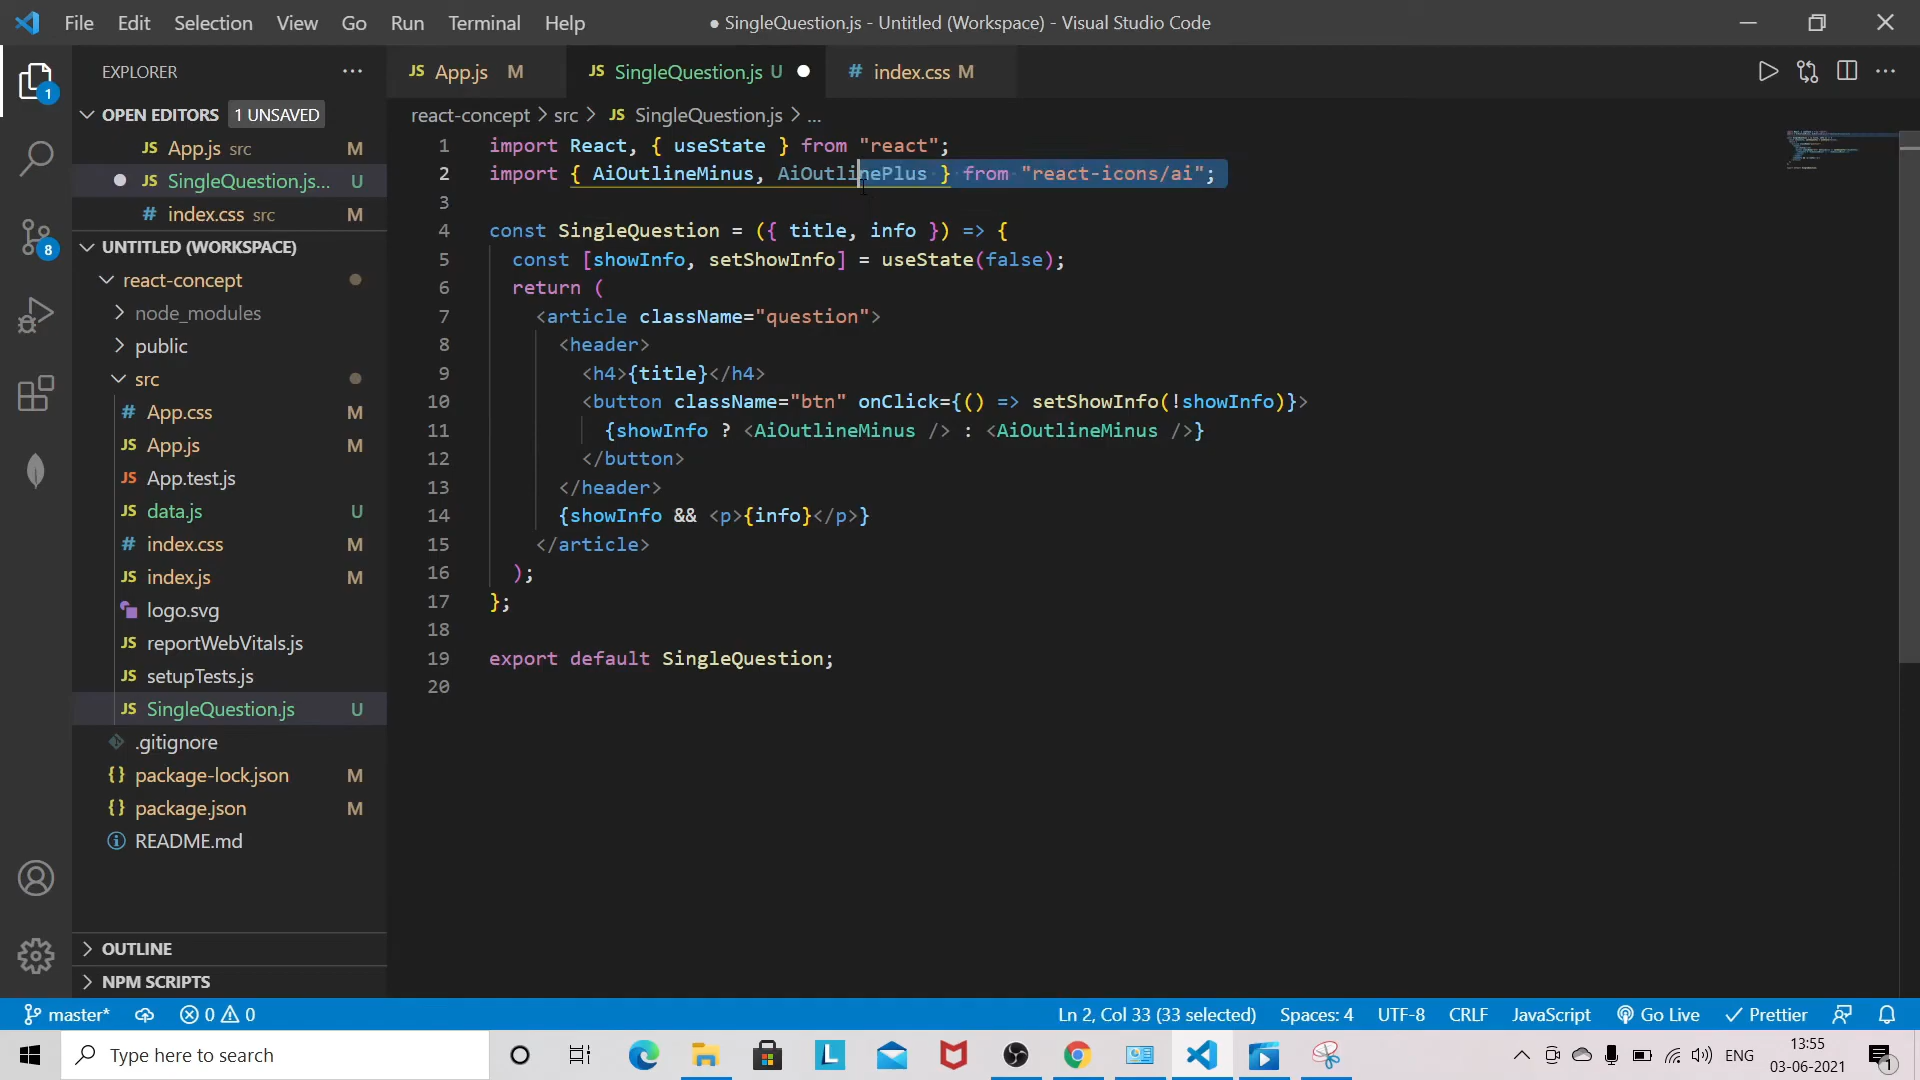 File Edit Selection View Go Run Terminal Help ● SingleQuestion.js - Untitled (Workspace) - Visual Studio Code
EXPLORER ···
JS App.js M
JS SingleQuestion.js U ●
# index.css M
OPEN EDITORS 1 UNSAVED
JS App.js src M
● JS SingleQuestion.js... U
# index.css src M
UNTITLED (WORKSPACE)
react-concept
node_modules
public
src
# App.css M
JS App.js M
JS App.test.js
JS data.js U
# index.css M
JS index.js M
logo.svg
JS reportWebVitals.js
JS setupTests.js
JS SingleQuestion.js U
.gitignore
{} package-lock.json M
{} package.json M
README.md
OUTLINE
NPM SCRIPTS
1
8
react-concept > src > JS SingleQuestion.js > ...
1 import React, { useState } from "react";
2 import { AiOutlineMinus, AiOutlinePlus } from "react-icons/ai";
3
4 const SingleQuestion = ({ title, info }) => {
5 const [showInfo, setShowInfo] = useState(false);
6 return (
7 <article className="question">
8 <header>
9 <h4>{title}</h4>
10 <button className="btn" onClick={() => setShowInfo(!showInfo)}>
11 {showInfo ? <AiOutlineMinus /> : <AiOutlineMinus />}
12 </button>
13 </header>
14 {showInfo && <p>{info}</p>}
15 </article>
16 );
17 };
18
19 export default SingleQuestion;
20
master* 0 0 Ln 2, Col 33 (33 selected) Spaces: 4 UTF-8 CRLF JavaScript Go Live Prettier
Type here to search
L
ENG
13:55
03-06-2021
1